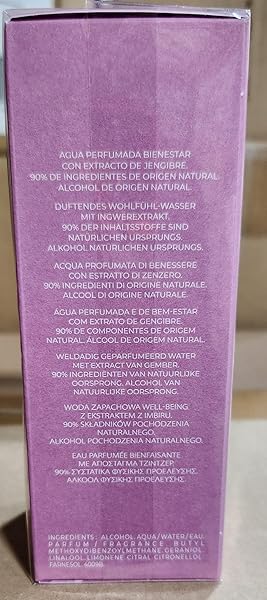 AGUA PERFUMADA BIENESTAR
CON EXTRACTO DE JENGIBRE.
90% DE INGREDIENTES DE ORIGEN NATURAL.
ALCOHOL DE ORIGEN NATURAL.
DUFTENDES WOHLFÜHL-WASSER
MIT INGWEREXTRAKT.
90% DER INHALTSSTOFFE SIND
NATÜRLICHEN URSPRUNGS.
ALKOHOL NATÜRLICHEN URSPRUNGS.
ACQUA PROFUMATA DI BENESSERE
CON ESTRATTO DI ZENZERO.
90% INGREDIENTI DI ORIGINE NATURALE.
ALCOOL DI ORIGINE NATURALE.
ÁGUA PERFUMADA E DE BEM-ESTAR
COM EXTRATO DE GENGIBRE.
90% DE COMPONENTES DE ORIGEM
NATURAL. ÁLCOOL DE ORIGEM NATURAL.
WELDADIG GEPARFUMEERD WATER
MET EXTRACT VAN GEMBER.
90% INGREDIËNTEN VAN NATUURLIJKE
OORSPRONG. ALCOHOL VAN
NATUURLIJKE OORSPRONG.
WODA ZAPACHOWA WELL-BEING
Z EKSTRAKTEM Z IMBIRU.
90% SKŁADNIKÓW POCHODZENIA
NATURALNEGO.
ALKOHOL POCHODZENIA NATURALNEGO.
EAU PARFUMÉE BIENFAISANTE
ΜΕ ΑΠΟΣΤΑΓΜΑ ΤΖΙΝΤΖΕΡ.
90% ΣΥΣΤΑΤΙΚΑ ΦΥΣΙΚΗΣ ΠΡΟΕΛΕΥΣΗΣ.
ΑΛΚΟΟΛ ΦΥΣΙΚΗΣ ΠΡΟΕΛΕΥΣΗΣ.
INGREDIENTS: ALCOHOL AQUA/WATER/EAU.
PARFUM / FRAGRANCE BUTYL
METHOXYDIBENZOYLMETHANE GERANIOL
LINALOOL LIMONENE CITRAL CITRONELLOL
FARNESOL